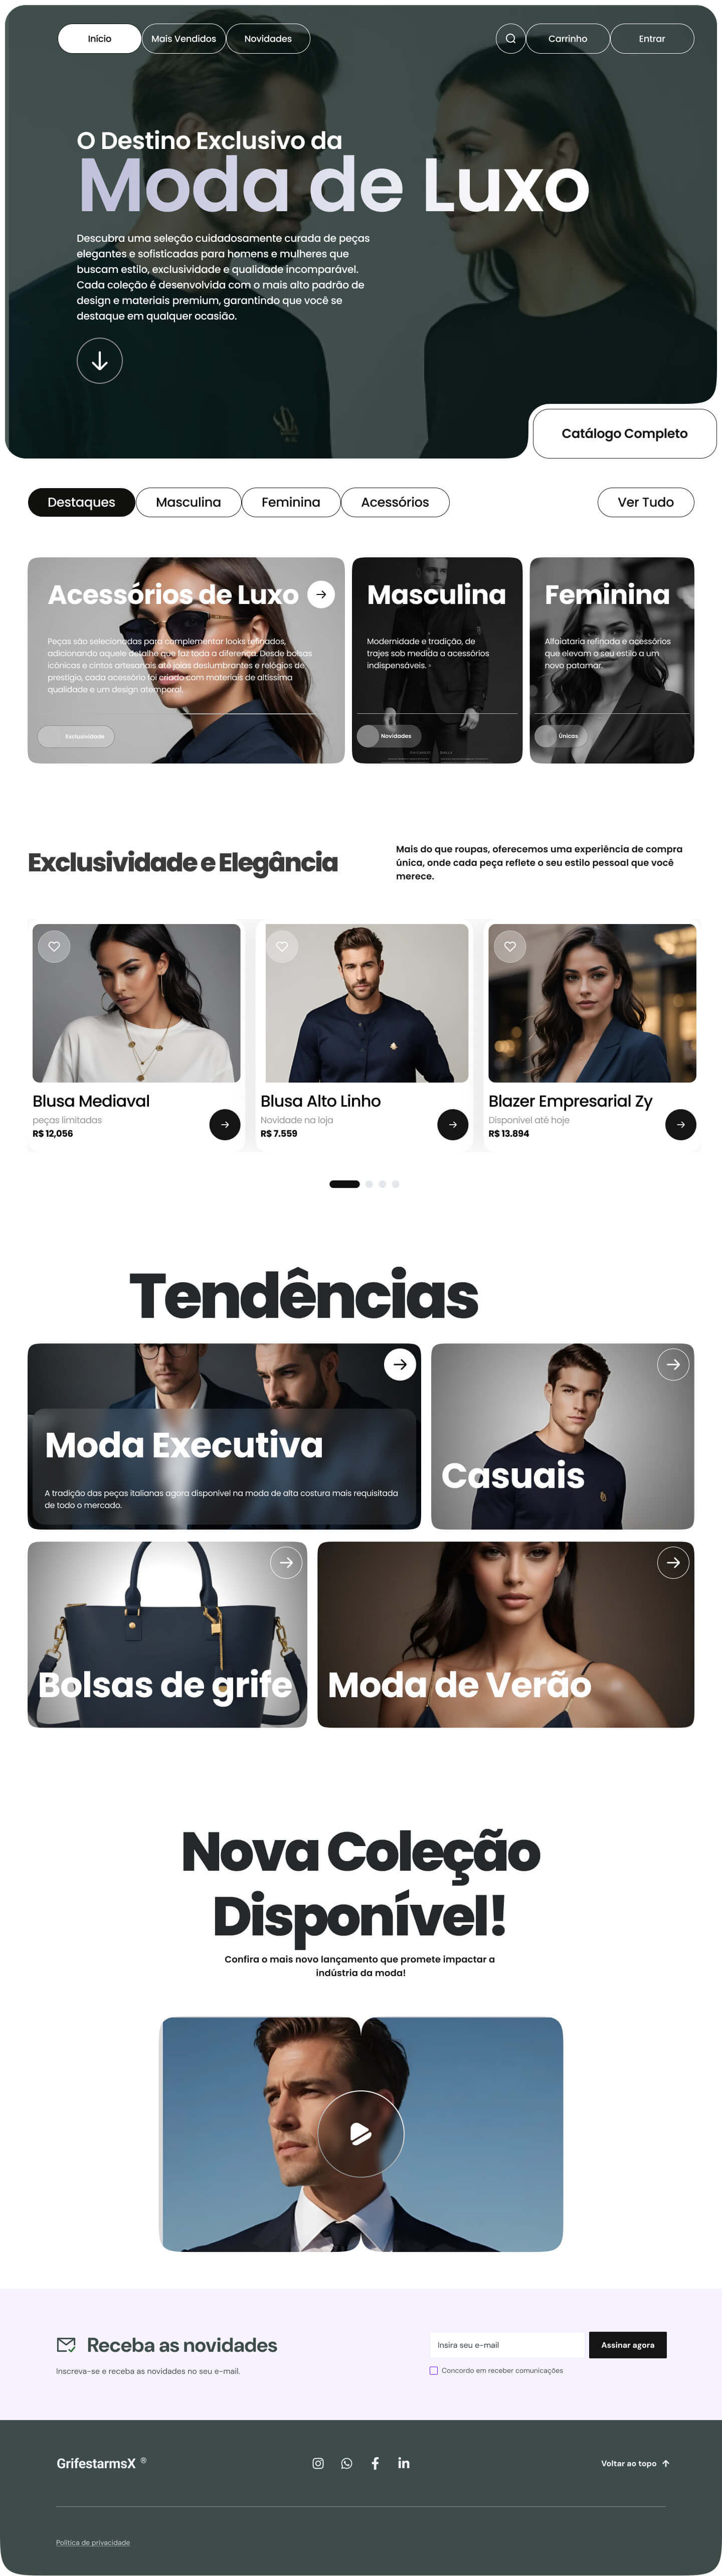 Início
Mais Vendidos
Novidades
Carrinho
Entrar
O Destino Exclusivo da
Moda de Luxo
Descubra uma seleção cuidadosamente curada de peças
elegantes e sofisticadas para homens e mulheres que
buscam estilo, exclusividade e qualidade incomparável.
Cada coleção é desenvolvida com o mais alto padrão de
design e materiais premium, garantindo que você se
destaque em qualquer ocasião.
Catálogo Completo
Destaques
Masculina
Feminina
Acessórios
Ver Tudo
Acessórios de Luxo
Peças são selecionadas para complementar looks refinados,
adicionando aquele detalhe que faz toda a diferença. Desde bolsas
icônicas e cintos artesanais até joias deslumbrantes e relógios de
prestígio, cada acessório foi criado com materiais de altíssima
qualidade e um design atemporal.
Exclusividade
Masculina
Modernidade e tradição, de
trajes sob medida a acessórios
indispensáveis.
Novidades
Feminina
Alfaiataria refinada e acessórios
que elevam o seu estilo a um
novo patamar.
Únicas
Exclusividade e Elegância
Mais do que roupas, oferecemos uma experiência de compra
única, onde cada peça reflete o seu estilo pessoal que você
merece.
Blusa Mediaval
peças limitadas
R$ 12,056
Blusa Alto Linho
Novidade na loja
R$ 7.559
Blazer Empresarial Zy
Disponível até hoje
R$ 13.894
Tendências
Moda Executiva
A tradição das peças italianas agora disponível na moda de alta costura mais requisitada
de todo o mercado.
Casuais
Bolsas de grife
Moda de Verão
Nova Coleção
Disponível!
Confira o mais novo lançamento que promete impactar a
indústria da moda!
Receba as novidades
Inscreva-se e receba as novidades no seu e-mail.
Insira seu e-mail
Assinar agora
Concordo em receber comunicações
GrifestarmsX ®
Voltar ao topo
Política de privacidade